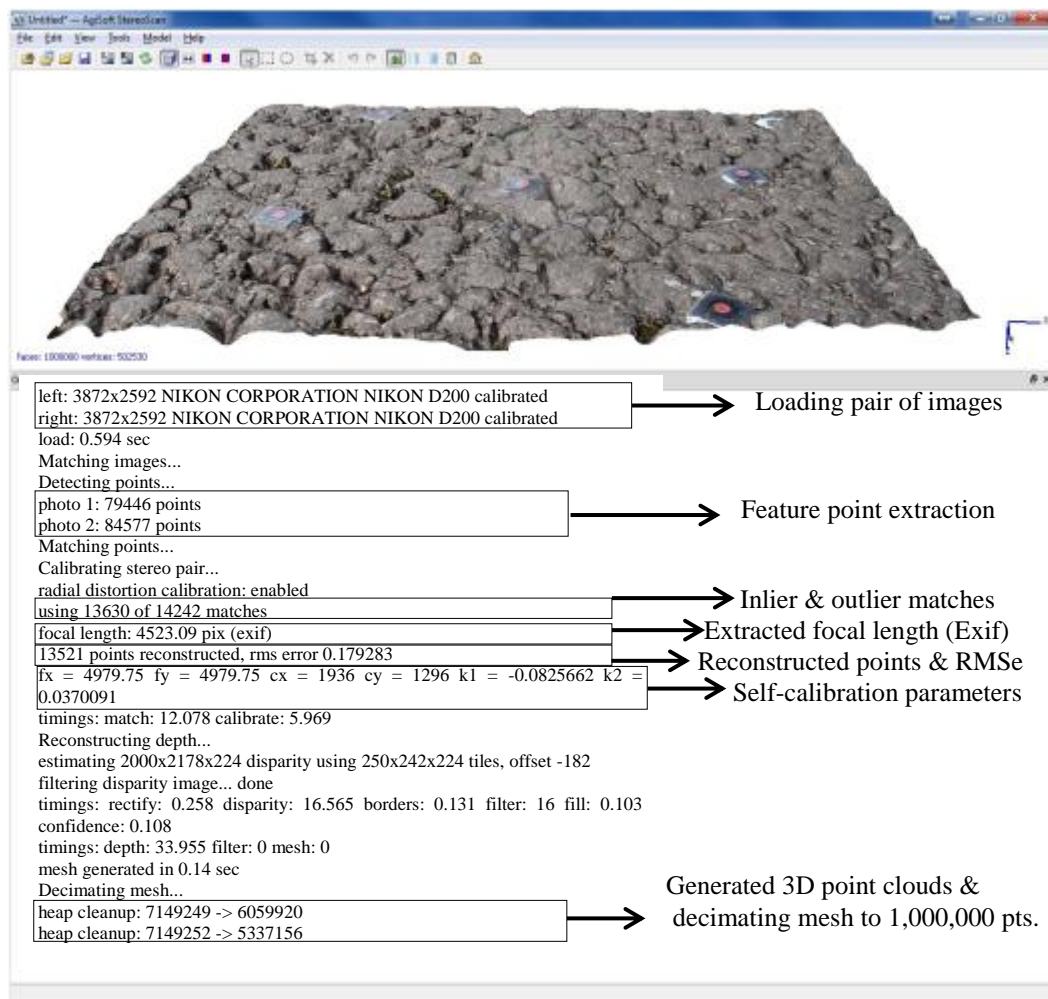 Untitled* — AgiSoft StereoScan
File Edit View Tools Model Help
Faces: 1000000 vertices: 502530
left: 3872x2592 NIKON CORPORATION NIKON D200 calibrated
right: 3872x2592 NIKON CORPORATION NIKON D200 calibrated
Loading pair of images
load: 0.594 sec
Matching images...
Detecting points...
photo 1: 79446 points
photo 2: 84577 points
Feature point extraction
Matching points...
Calibrating stereo pair...
radial distortion calibration: enabled
using 13630 of 14242 matches
Inlier & outlier matches
focal length: 4523.09 pix (exif)
Extracted focal length (Exif)
13521 points reconstructed, rms error 0.179283
Reconstructed points & RMSe
fx = 4979.75 fy = 4979.75 cx = 1936 cy = 1296 k1 = -0.0825662 k2 =
0.0370091
Self-calibration parameters
timings: match: 12.078 calibrate: 5.969
Reconstructing depth...
estimating 2000x2178x224 disparity using 250x242x224 tiles, offset -182
filtering disparity image... done
timings: rectify: 0.258 disparity: 16.565 borders: 0.131 filter: 16 fill: 0.103
confidence: 0.108
timings: depth: 33.955 filter: 0 mesh: 0
mesh generated in 0.14 sec
Decimating mesh...
heap cleanup: 7149249 -> 6059920
heap cleanup: 7149252 -> 5337156
Generated 3D point clouds &
decimating mesh to 1,000,000 pts.